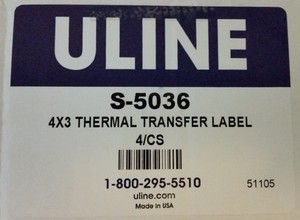 ULINE
S-5036
4X3 THERMAL TRANSFER LABEL
4/CS
1-800-295-5510
uline.com
Made in USA
51105